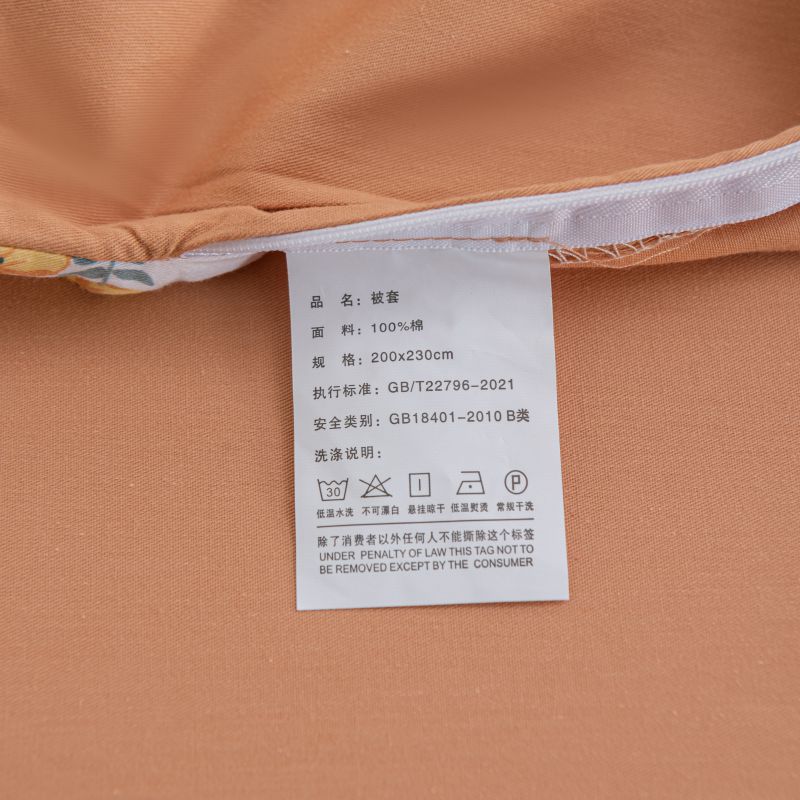 品 名：被套
面 料：100%棉
规 格：200x230cm
执行标准：GB/T22796-2021
安全类别：GB18401-2010 B类
洗涤说明：
30 P
低温水洗 不可漂白 悬挂晾干 低温熨烫 常规干洗
除了消费者以外任何人不能撕除这个标签
UNDER PENALTY OF LAW THIS TAG NOT TO
BE REMOVED EXCEPT BY THE CONSUMER